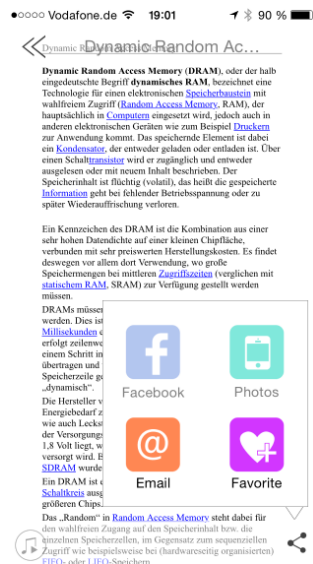 Vodafone.de 19:01 90 %
Dynamic Random Access Memory
Dynamic Random Ac...
Dynamic Random Access Memory (DRAM), oder der halb
eingedeutschte Begriff dynamisches RAM, bezeichnet eine
Technologie für einen elektronischen Speicherbaustein mit
wahlfreiem Zugriff (Random Access Memory, RAM), der
hauptsächlich in Computern eingesetzt wird, jedoch auch in
anderen elektronischen Geräten wie zum Beispiel Druckern
zur Anwendung kommt. Das speichernde Element ist dabei
ein Kondensator, der entweder geladen oder entladen ist. Über
einen Schalttransistor wird er zugänglich und entweder
ausgelesen oder mit neuem Inhalt beschrieben. Der
Speicherinhalt ist flüchtig (volatil), das heißt die gespeicherte
Information geht bei fehlender Betriebsspannung oder zu
später Wiederauffrischung verloren.
Ein Kennzeichen des DRAM ist die Kombination aus einer
sehr hohen Datendichte auf einer kleinen Chipfläche,
verbunden mit sehr preiswerten Herstellungskosten. Es findet
deswegen vor allem dort Verwendung, wo große
Speichermengen bei mittleren Zugriffszeiten (verglichen mit
statischem RAM, SRAM) zur Verfügung gestellt werden
müssen.
DRAMs müssen
werden. Dies ist
Millisekunden
erfolgt zeilenwe
einem Schritt in
übertragen und
Speicherzeile g
„dynamisch“.
Die Hersteller v
Energiebedarf z
wie auch Leckst
der Versorgungs
1,8 Volt liegt, w
versorgt wird. E
SDRAM wurde
Ein DRAM ist e
Schaltkreis ausg
größeren Chips.
Facebook
Photos
Email
Favorite
Das „Random“ in Random Access Memory steht dabei für
den wahlfreien Zugang auf den Speicherinhalt bzw. die
einzelnen Speicherzellen, im Gegensatz zum sequenziellen
Zugriff wie beispielsweise bei (hardwareseitig organisierten)
FIFO- oder LIFO-Speichern.